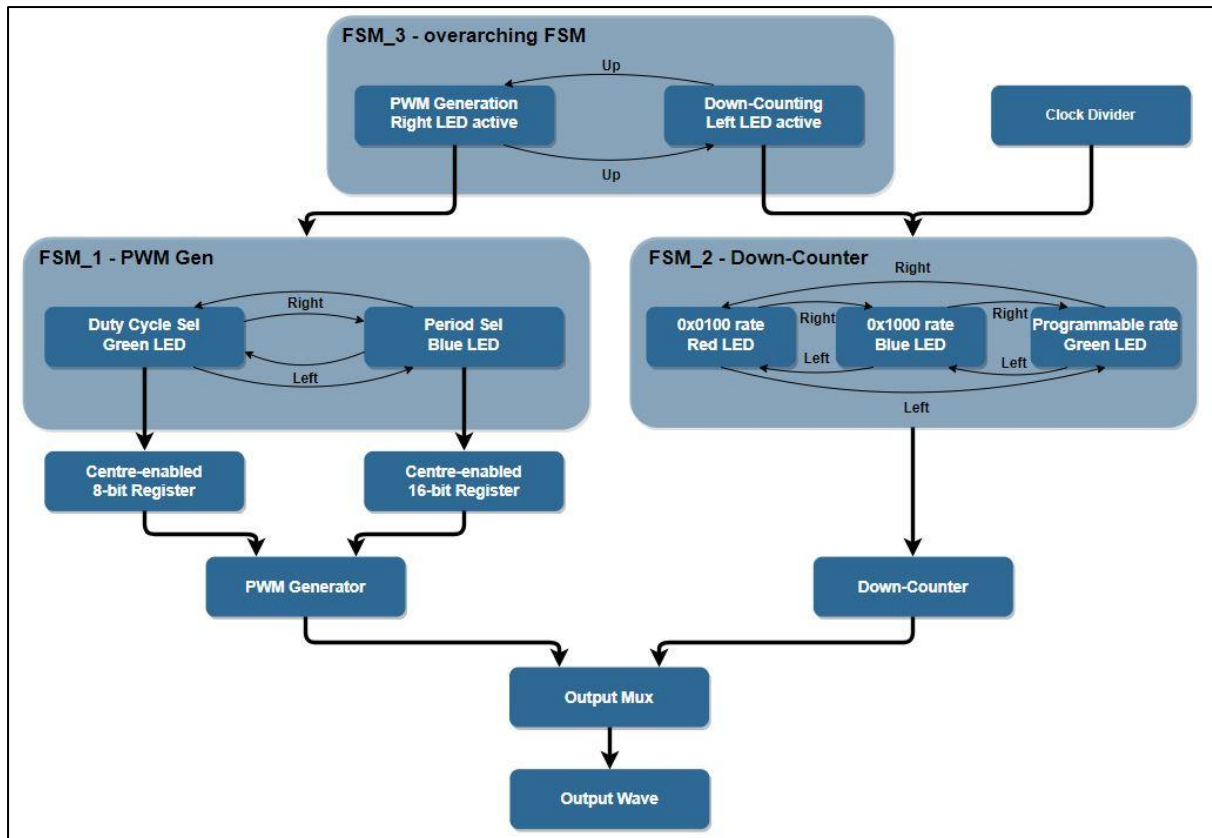 FSM_3 - overarching FSM
Up
PWM Generation
Right LED active
Down-Counting
Left LED active
Up
Clock Divider
FSM_1 - PWM Gen
Right
Duty Cycle Sel
Green LED
Period Sel
Blue LED
Left
FSM_2 - Down-Counter
Right
0x0100 rate
Red LED
Right
0x1000 rate
Blue LED
Right
Programmable rate
Green LED
Left
Left
Left
Centre-enabled
8-bit Register
Centre-enabled
16-bit Register
PWM Generator
Down-Counter
Output Mux
Output Wave